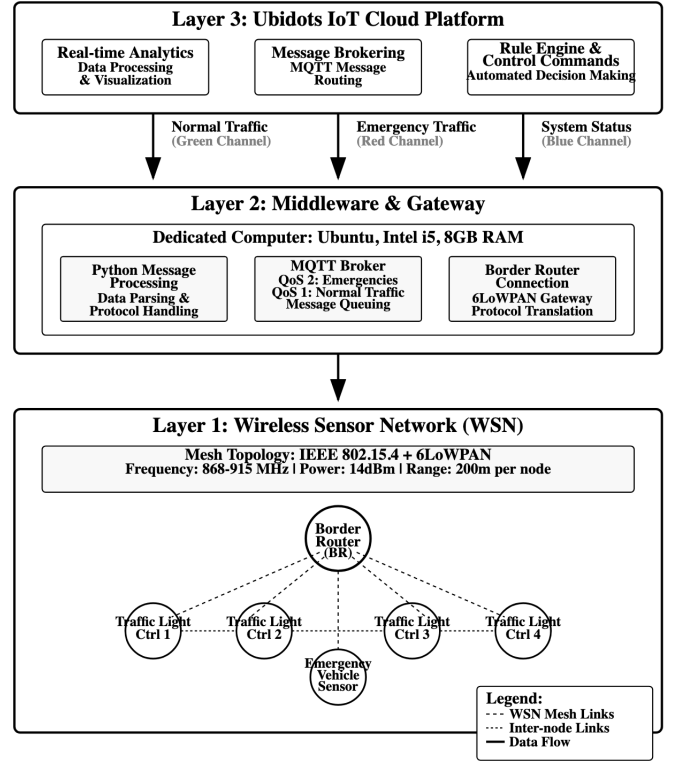 Layer 3: Ubidots IoT Cloud Platform
Real-time Analytics
Data Processing
& Visualization
Message Brokering
MQTT Message
Routing
Rule Engine &
Control Commands
Automated Decision Making
Normal Traffic
(Green Channel)
Emergency Traffic
(Red Channel)
System Status
(Blue Channel)
Layer 2: Middleware & Gateway
Dedicated Computer: Ubuntu, Intel i5, 8GB RAM
Python Message
Processing
Data Parsing &
Protocol Handling
MQTT Broker
QoS 2: Emergencies
QoS 1: Normal Traffic
Message Queuing
Border Router
Connection
6LoWPAN Gateway
Protocol Translation
Layer 1: Wireless Sensor Network (WSN)
Mesh Topology: IEEE 802.15.4 + 6LoWPAN
Frequency: 868-915 MHz | Power: 14dBm | Range: 200m per node
Border
Router
(BR)
Traffic Light
Ctrl 1
Traffic Light
Ctrl 2
Traffic Light
Ctrl 3
Traffic Light
Ctrl 4
Emergency
Vehicle
Sensor
Legend:
WSN Mesh Links
Inter-node Links
Data Flow